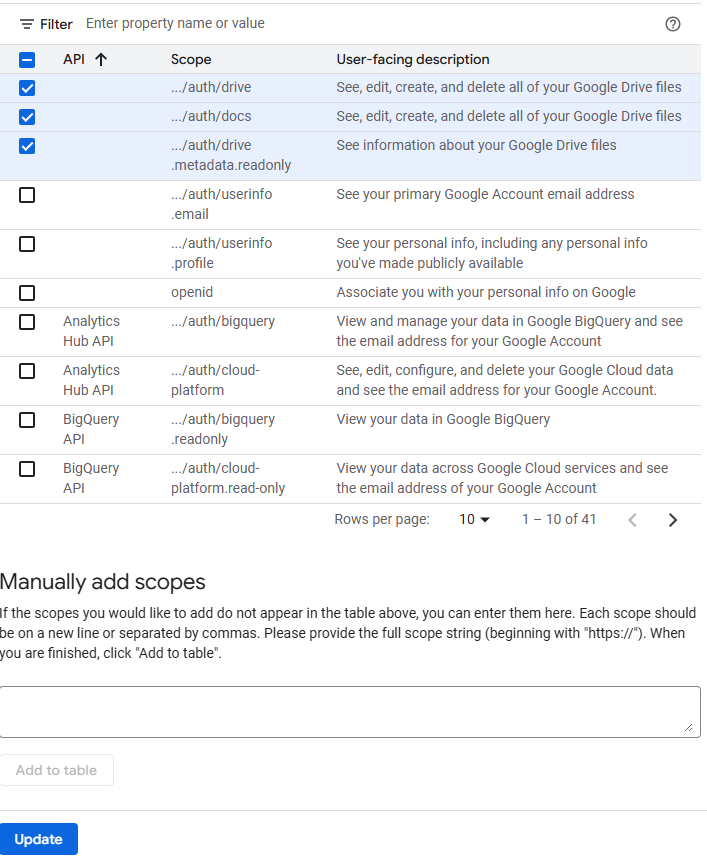 Filter Enter property name or value
API Scope User-facing description
.../auth/drive See, edit, create, and delete all of your Google Drive files
.../auth/docs See, edit, create, and delete all of your Google Drive files
.../auth/drive See information about your Google Drive files
.metadata.readonly
.../auth/userinfo See your primary Google Account email address
.email
.../auth/userinfo See your personal info, including any personal info
.profile you've made publicly available
openid Associate you with your personal info on Google
Analytics .../auth/bigquery View and manage your data in Google BigQuery and see
Hub API the email address for your Google Account
Analytics .../auth/cloud- See, edit, configure, and delete your Google Cloud data
Hub API platform and see the email address for your Google Account.
BigQuery .../auth/bigquery View your data in Google BigQuery
API .readonly
BigQuery .../auth/cloud- View your data across Google Cloud services and see
API platform.read-only the email address of your Google Account
Rows per page: 10 1 – 10 of 41
Manually add scopes
If the scopes you would like to add do not appear in the table above, you can enter them here. Each scope should
be on a new line or separated by commas. Please provide the full scope string (beginning with "https://"). When
you are finished, click "Add to table".
Add to table
Update